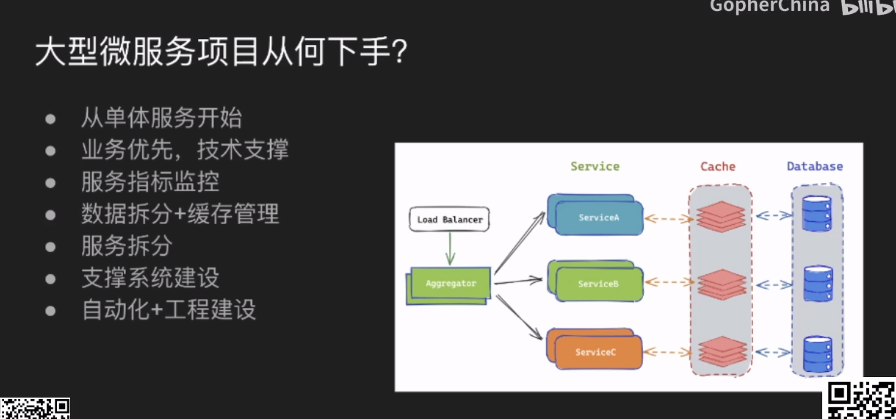 GopherChina bilibili
大型微服务项目从何下手？
从单体服务开始
业务优先，技术支撑
服务指标监控
数据拆分+缓存管理
服务拆分
支撑系统建设
自动化+工程建设
Service Cache Database
Load Balancer
ServiceA
Aggregator
ServiceB
ServiceC